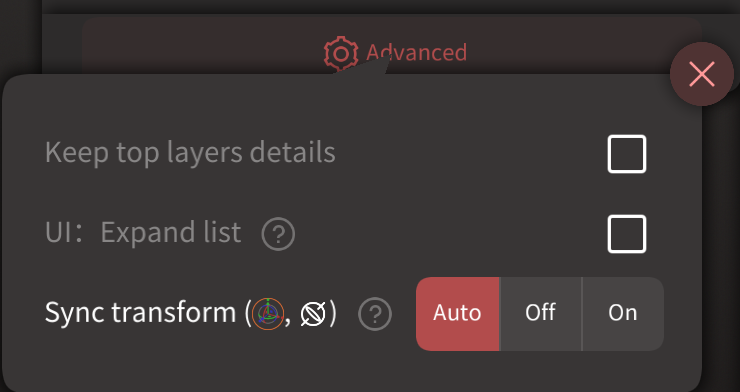 Advanced
Keep top layers details
UI: Expand list ?
Sync transform ( , ) ? Auto Off On